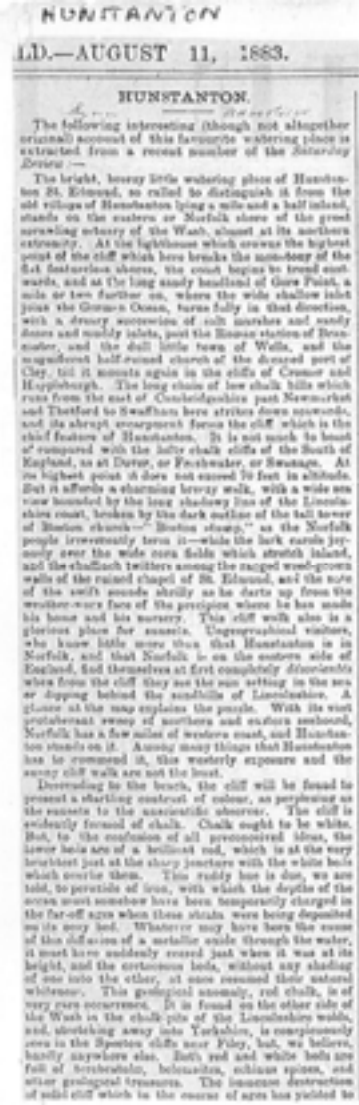 HUNSTANTON
LD.—AUGUST 11, 1883.
HUNSTANTON.
The following interesting (though not altogether
original) account of this favourite watering place is
extracted from a recent number of the Saturday
Review:—
The bright, breezy little watering place of Hunstan-
ton St. Edmund, so called to distinguish it from the
old village of Hunstanton lying a mile and a half inland,
stands on the eastern or Norfolk shore of the great
sprawling estuary of the Wash, almost at its northern
extremity. At the lighthouse which crowns the highest
point of the cliff which here breaks the monotony of the
flat featureless shores, the coast begins to trend east-
wards, and at the long sandy headland of Gore Point, a
mile or two further on, where the wide shallow inlet
joins the German Ocean, turns fully in that direction,
with a dreary succession of salt marshes and sandy
and muddy inlets, past the Roman station of Bran-
caster, and the dull little town of Wells, and the
magnificent half-ruined church of the decayed port of
Cley, till it mounts again in the cliffs of Cromer and
Happisburgh. The long chain of low chalk hills which
runs from the east of Cambridgeshire past Newmarket
and Thetford to Swaffham here strikes down seawards,
and its abrupt escarpment forms the cliff which is the
chief feature of Hunstanton. It is not much to boast
of compared with the lofty chalk cliffs of the South of
England, as at Dover, or Freshwater, or Swanage. At
its highest point it does not exceed 70 feet in altitude.
But it affords a charming breezy walk, with a wide sea
view bounded by the long shadowy line of the Lincoln-
shire coast, broken by the dark outline of the tall tower
of Boston church—"Boston stump," as the Norfolk
people irreverently term it—while the lark carols joy-
ously over the wide corn fields which stretch inland,
and the chaffinch twitters among the ragged weed-grown
walls of the ruined chapel of St. Edmund, and the note
of the swift sounds shrilly as he darts up from the
weather-worn face of the precipice where he has made
his home and his nursery. This cliff walk also is a
glorious place for sunsets. Ungeographical visitors,
who know little more than that Hunstanton is in
Norfolk, and that Norfolk is on the eastern side of
England, find themselves at first completely
when from the cliff they see the sun setting in the sea
or dipping behind the sandhills of Lincolnshire. A
glance at the map explains the puzzle. With its vast
protuberant sweep of northern and eastern seaboard,
Norfolk has a few miles of western coast, and Hunstan-
ton stands on it. Among many things that Hunstanton
has to commend it, this westerly exposure and the
sunny cliff walk are not the least.
Descending to the beach, the cliff will be found to
present a startling contrast of colour, as perplexing as
the sunsets to the unscientific observer. The cliff is
evidently formed of chalk. Chalk ought to be white.
But, to the confusion of all preconceived ideas, the
lower beds are of a brilliant red, which is at the very
brightest just at the sharp juncture with the white beds
which overlie them. This ruddy hue is due, we are
told, to peroxide of iron, with which the depths of the
ocean must somehow have been temporarily charged in
the far-off ages when these strata were being deposited
on its oozy bed. Whatever may have been the cause
of this diffusion of a metallic oxide through the water,
it must have suddenly ceased just when it was at its
height, and the cretaceous beds, without any shading
of one into the other, at once resumed their natural
whiteness. This geological anomaly, red chalk, is of
very rare occurrence. It is found on the other side of
the Wash in the chalk pits of the Lincolnshire wolds,
and, stretching away into Yorkshire, is conspicuously
seen in the Speeton cliffs near Filey, but, we believe,
hardly anywhere else. Both red and white beds are
full of terebratulæ, belemnites, echinus spines, and
other geological treasures. The immense destruction
of solid cliff which in the course of ages has yielded to